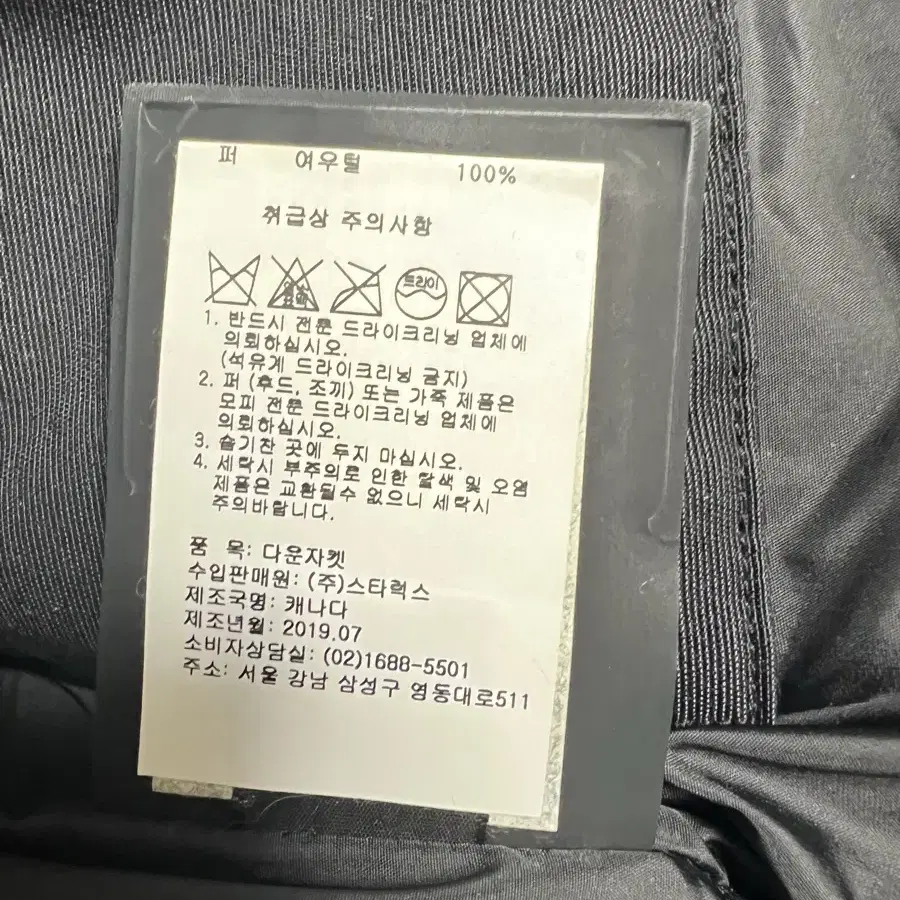 퍼 여우털 100%
취급상 주의사항
드라이
1. 반드시 전문 드라이크리닝 업체에
의뢰하십시오.
(석유계 드라이크리닝 금지)
2. 퍼 (후드, 조끼) 또는 가죽 제품은
모피 전문 드라이크리닝 업체에
의뢰하십시오.
3. 습기찬 곳에 두지 마십시오.
4. 세탁시 부주의로 인한 탈색 및 오염
제품은 교환될수 없으니 세탁시
주의바랍니다.
품 목: 다운자켓
수입판매원: (주)스타럭스
제조국명: 캐나다
제조년월: 2019.07
소비자상담실: (02)1688-5501
주소: 서울 강남 삼성구 영동대로511